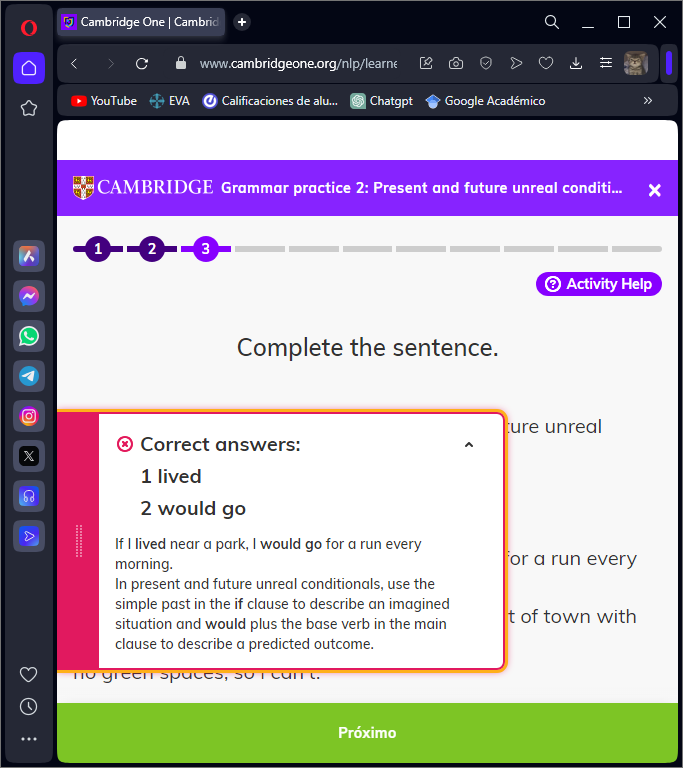 Cambridge One | Cambrid
www.cambridgeone.org/nlp/learne
YouTube
EVA
Calificaciones de alu...
Chatgpt
Google Académico
»
CAMBRIDGE
Grammar practice 2: Present and future unreal conditi...
1
2
3
Activity Help
Complete the sentence.
ture unreal
Correct answers:
1 lived
2 would go
If I lived near a park, I would go for a run every
morning.
In present and future unreal conditionals, use the
simple past in the if clause to describe an imagined
situation and would plus the base verb in the main
clause to describe a predicted outcome.
for a run every
t of town with
no green spaces, so I can't.
Próximo